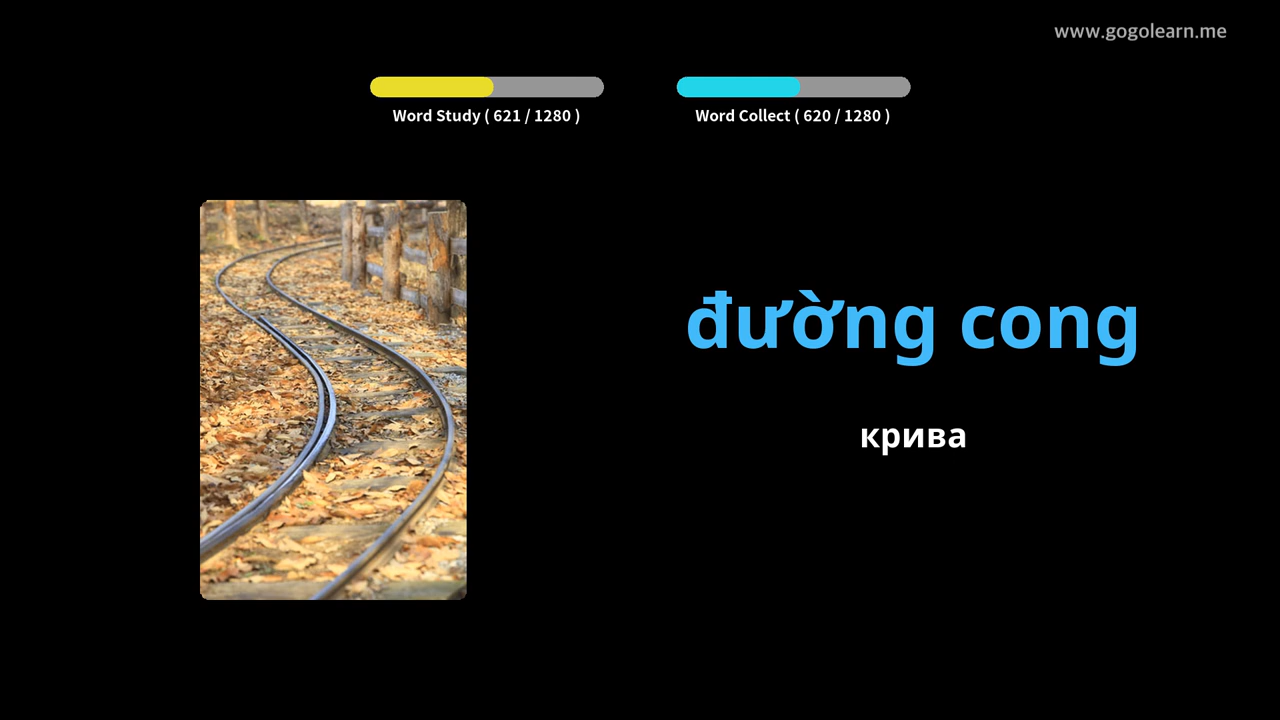 www.gogolearn.me
Word Study ( 621 / 1280 )
Word Collect ( 620 / 1280 )
đường cong
крива